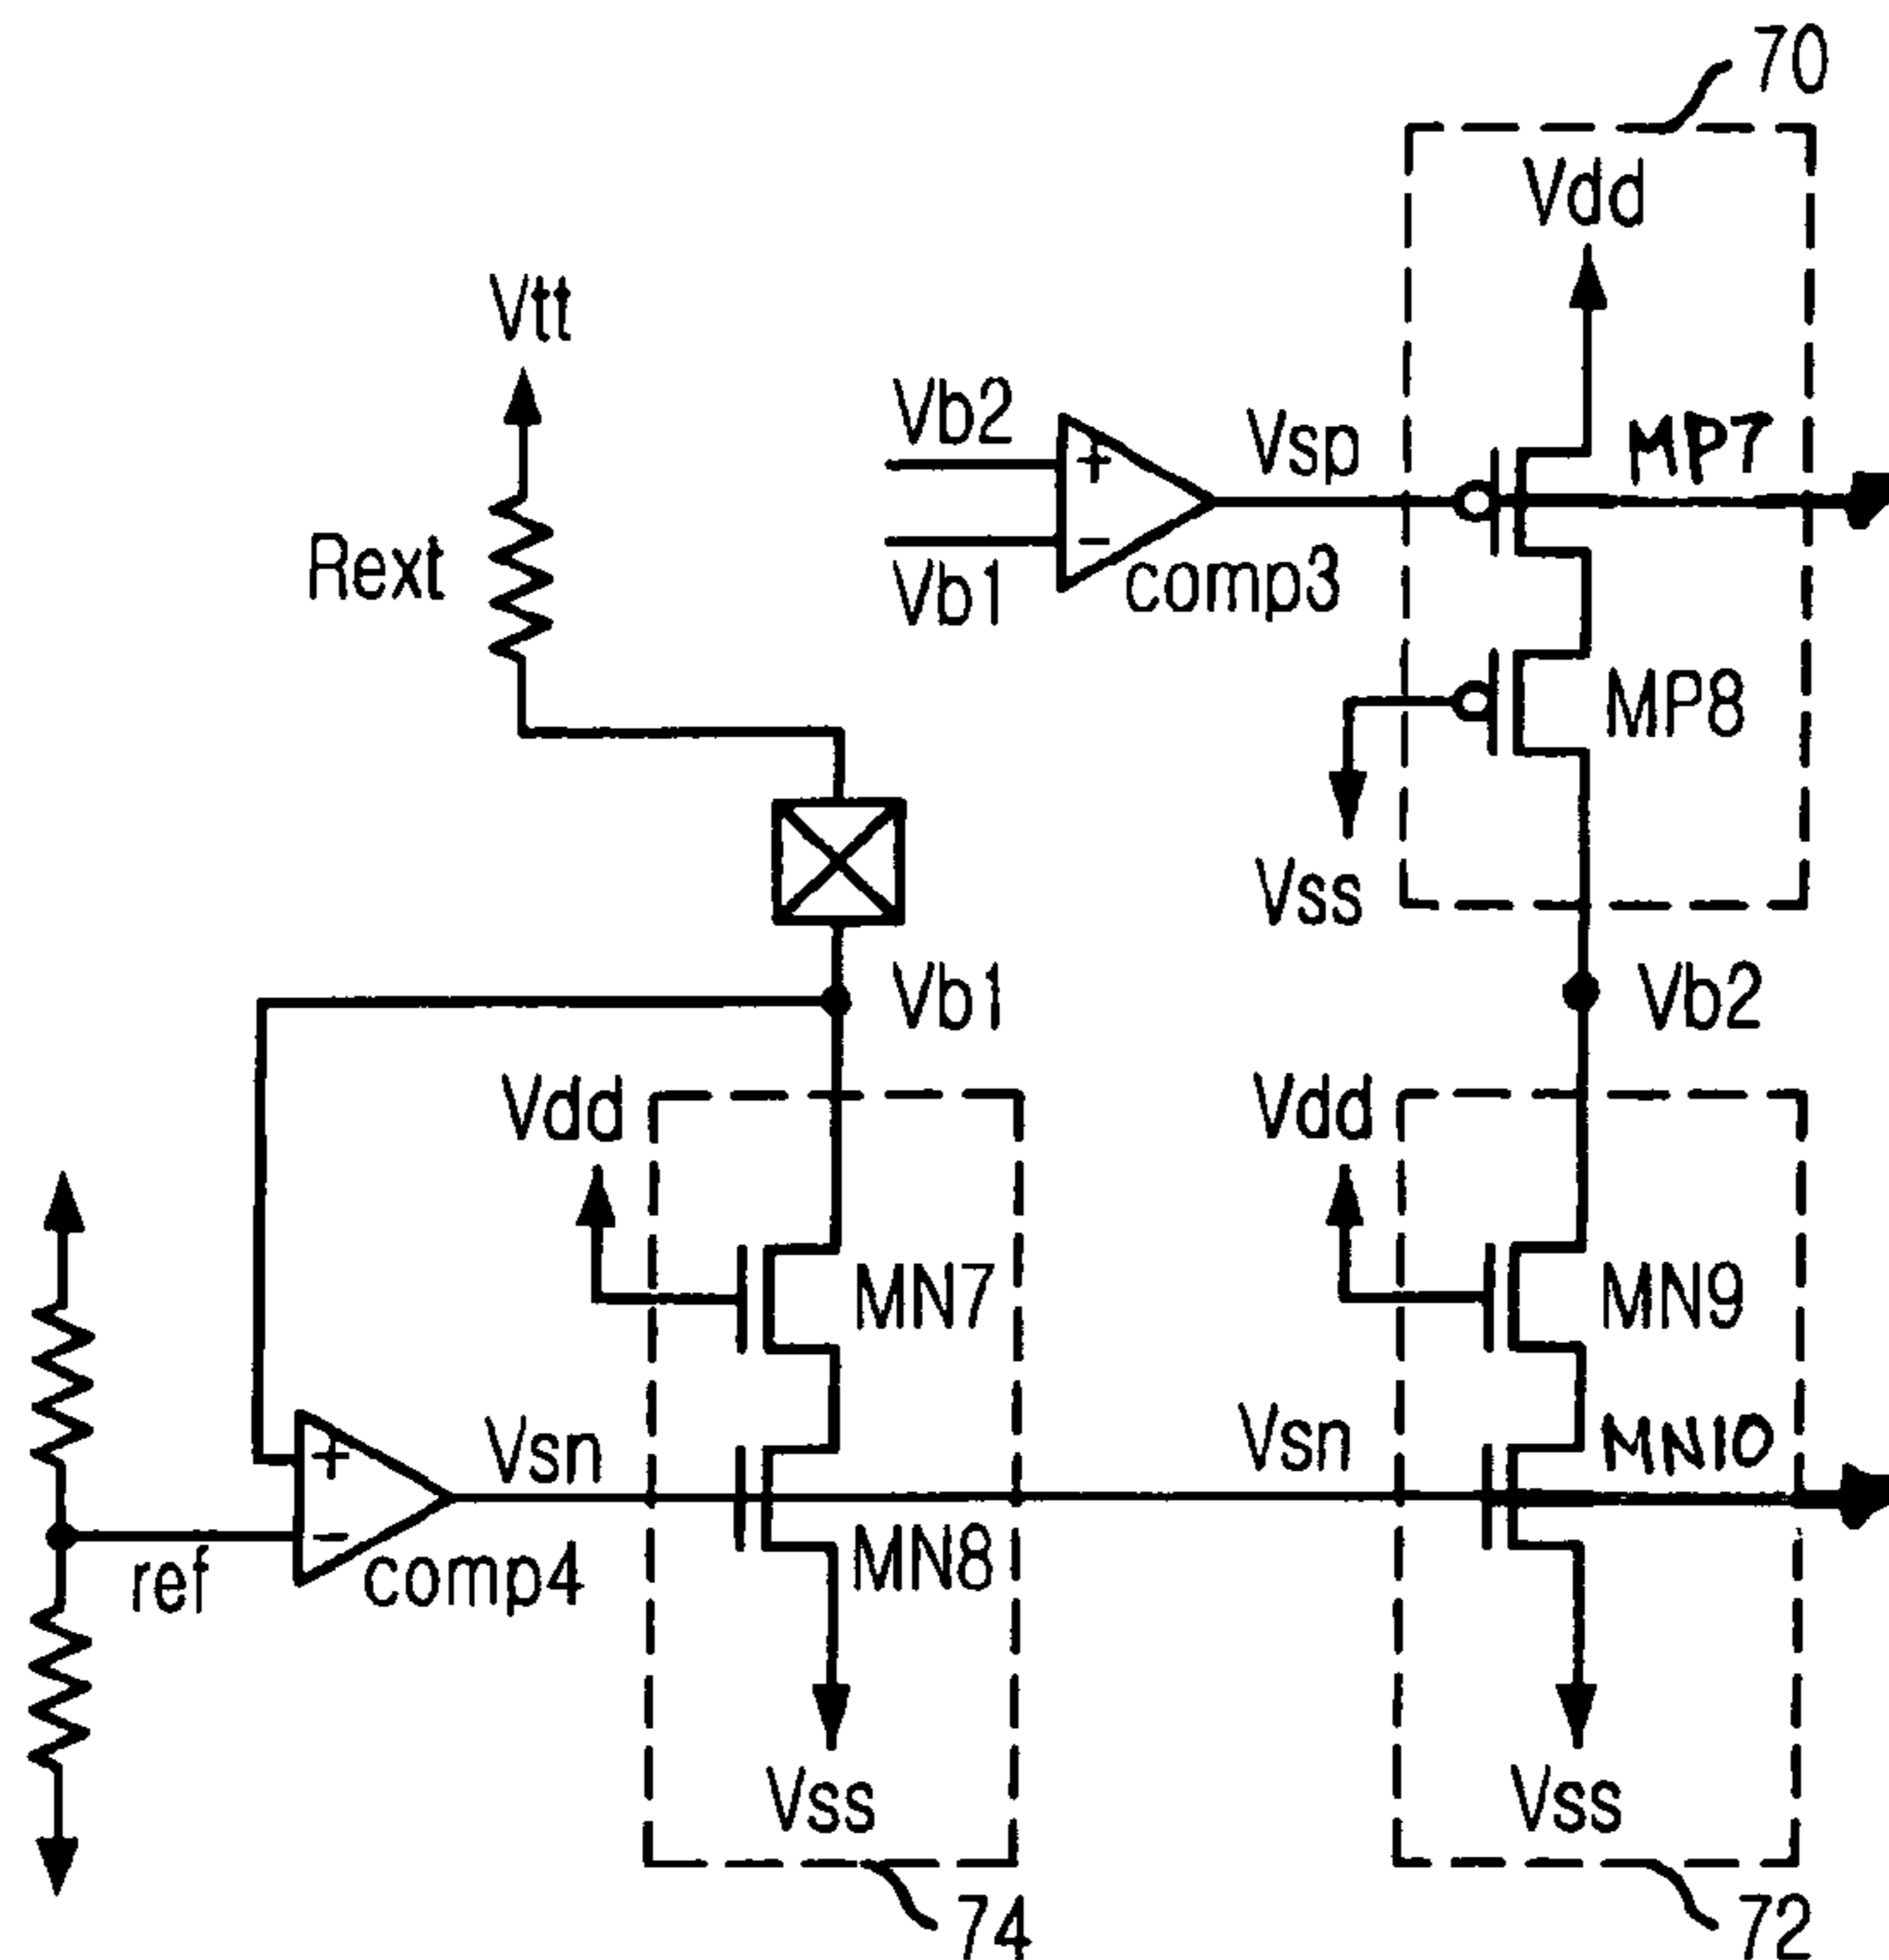 70
Vdd
Vtt
Vb2
+
Vsp
MP7
Rext
-
Vb1
comp3
MP8
Vss
Vb1
Vb2
Vdd
Vdd
MN7
MN9
Vsn
Vsn
MN10
+
-
ref
comp4
MN8
Vss
Vss
74
72